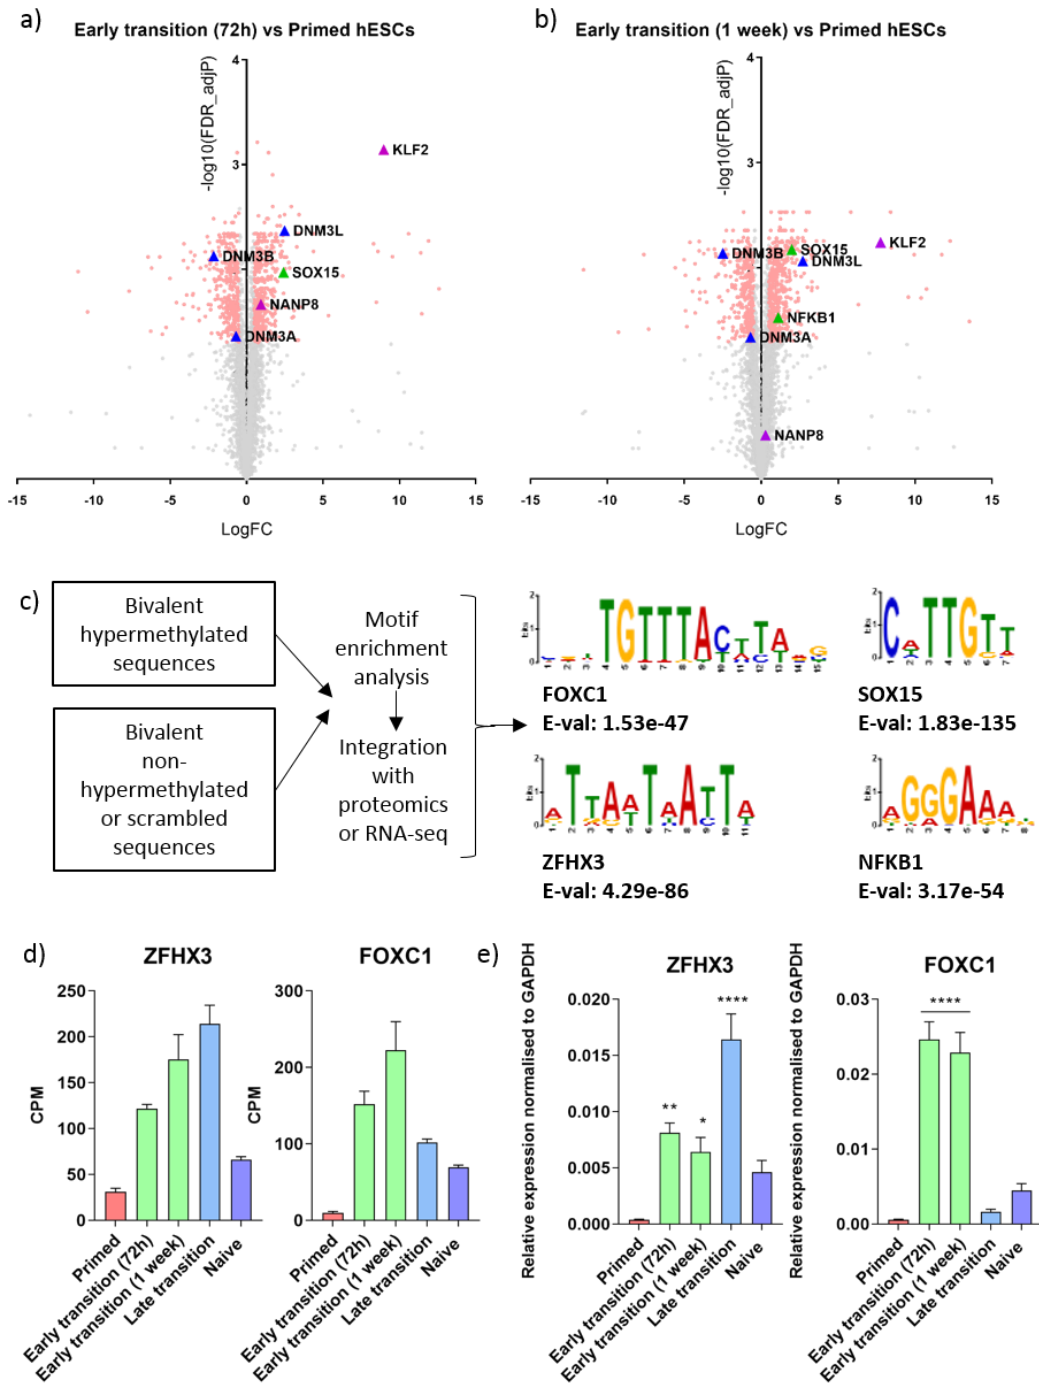 a)
Early transition (72h) vs Primed hESCs
-log10(FDR_adjP)
4
3
0
KLF2
DNM3L
DNM3B
SOX15
NANP8
DNM3A
-15
-10
-5
0
5
10
15
LogFC
b)
Early transition (1 week) vs Primed hESCs
-log10(FDR_adjP)
4
3
KLF2
SOX15
DNM3B
DNM3L
NFKB1
DNM3A
NANP8
-15
-10
-5
0
5
10
15
LogFC
c)
Bivalent
hypermethylated
sequences
Bivalent
non-
hypermethylated
or scrambled
sequences
Motif
enrichment
analysis
Integration
with
proteomics
or RNA-seq
FOXC1
E-val: 1.53e-47
SOX15
E-val: 1.83e-135
ZFHX3
E-val: 4.29e-86
NFKB1
E-val: 3.17e-54
d)
ZFHX3
CPM
250
200
150
100
50
0
Primed
Early transition (72h)
Early transition (1 week)
Late transition
Naive
FOXC1
CPM
300
200
100
0
Primed
Early transition (72h)
Early transition (1 week)
Late transition
Naive
e)
ZFHX3
Relative expression normalised to GAPDH
0.020
0.015
0.010
0.005
0.000
**
*
****
Primed
Early transition (72h)
Early transition (1 week)
Late transition
Naive
FOXC1
Relative expression normalised to GAPDH
0.03
0.02
0.01
0.00
****
Primed
Early transition (72h)
Early transition (1 week)
Late transition
Naive